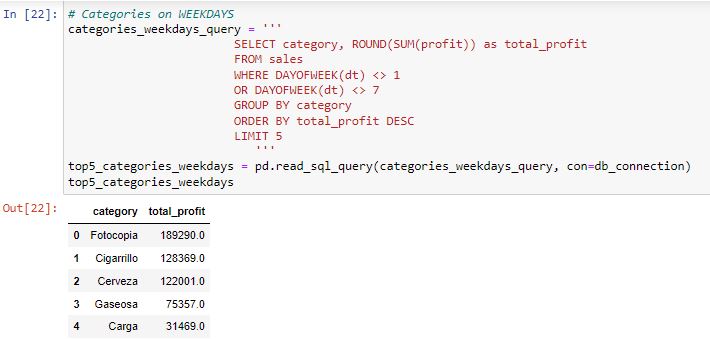 In [22]: # Categories on WEEKDAYS
categories_weekdays_query = '''
SELECT category, ROUND(SUM(profit)) as total_profit
FROM sales
WHERE DAYOFWEEK(dt) <> 1
OR DAYOFWEEK(dt) <> 7
GROUP BY category
ORDER BY total_profit DESC
LIMIT 5
'''
top5_categories_weekdays = pd.read_sql_query(categories_weekdays_query, con=db_connection)
top5_categories_weekdays
Out[22]:
category total_profit
0 Fotocopia 189290.0
1 Cigarrillo 128369.0
2 Cerveza 122001.0
3 Gaseosa 75357.0
4 Carga 31469.0